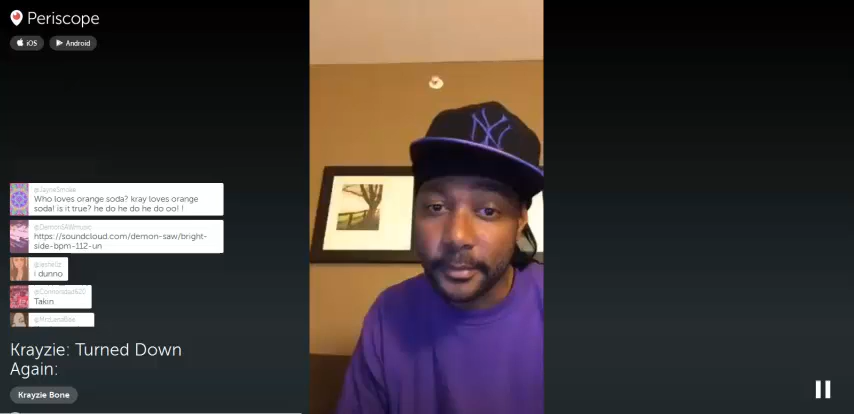 Periscope
iOS
Android
@JayneSmoke
Who loves orange soda? kray loves orange
soda! is it true? he do he do he do oo! !
@DemonSAWmusic
https://soundcloud.com/demon-saw/bright-
side-bpm-112-un
i dunno
Takin
Krayzie: Turned Down
Again:
Krayzie Bone
NY